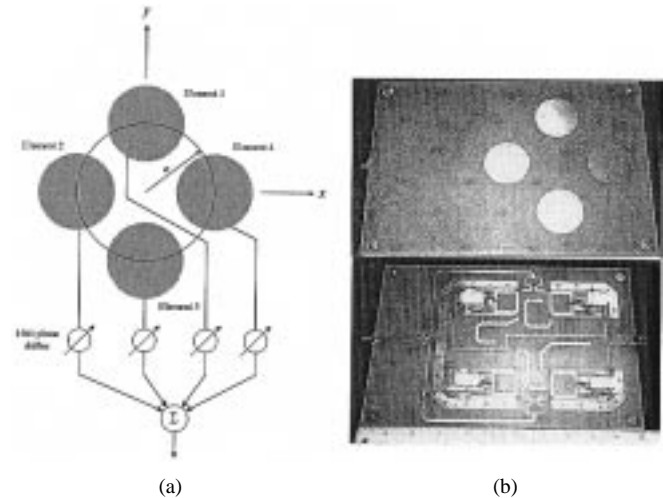 y
Element 1
Element 2
Element 4
a
x
Element 3
Σ
(a)
(b)